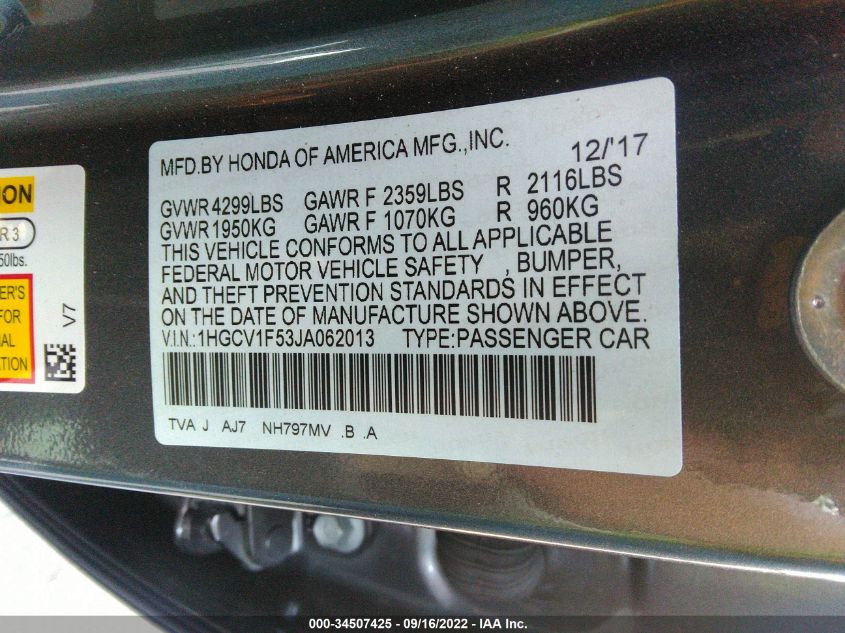 MFD.BY HONDA OF AMERICA MFG.,INC. 12/'17
GVWR 4299LBS GAWR F 2359LBS R 2116LBS
GVWR 1950KG GAWR F 1070KG R 960KG
THIS VEHICLE CONFORMS TO ALL APPLICABLE
FEDERAL MOTOR VEHICLE SAFETY , BUMPER,
AND THEFT PREVENTION STANDARDS IN EFFECT
ON THE DATE OF MANUFACTURE SHOWN ABOVE.
V.I.N.:1HGCV1F53JA062013 TYPE:PASSENGER CAR
TVA J AJ7 NH797MV .B .A
R 3
FOR
V7
000-34507425 - 09/16/2022 - IAA Inc.